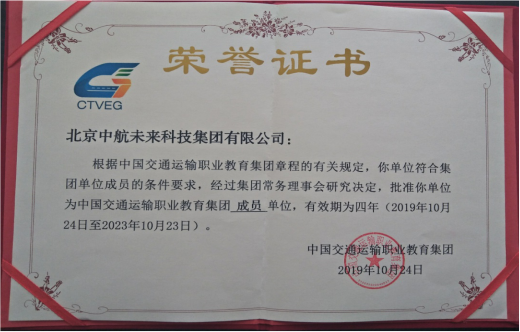 荣誉证书
CTVEG
北京中航未来科技集团有限公司：
根据中国交通运输职业教育集团章程的有关规定，你单位符合集
团单位成员的条件要求，经过集团常务理事会研究决定，批准你单位
为中国交通运输职业教育集团 成员 单位，有效期为四年（2019年10月
24日至2023年10月23日）。
中国交通运输职业教育集团
2019年10月24日